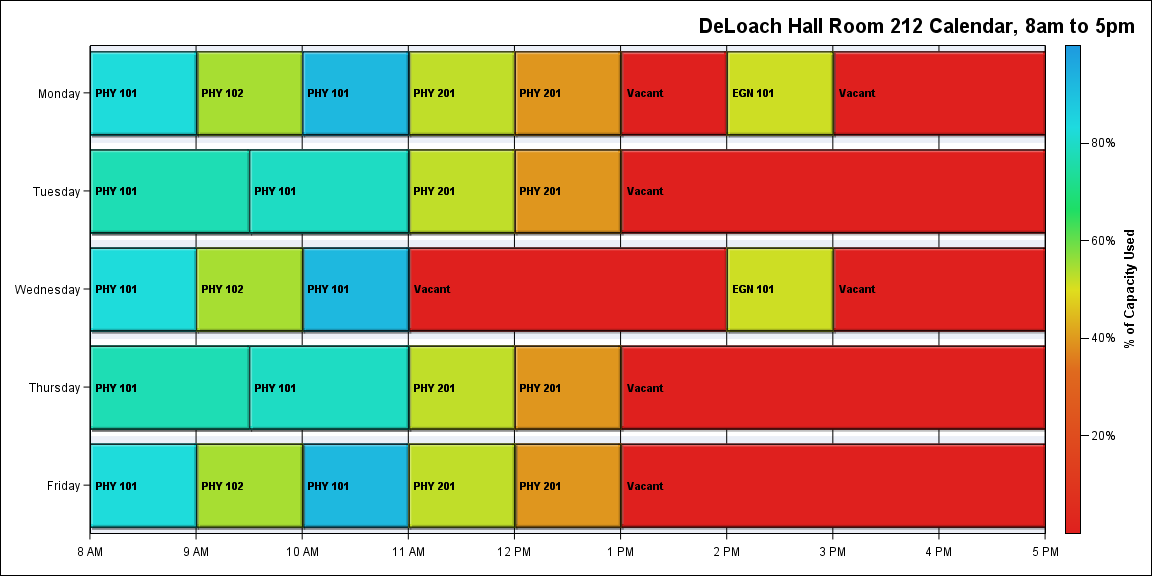 DeLoach Hall Room 212 Calendar, 8am to 5pm
Monday PHY 101 PHY 102 PHY 101 PHY 201 PHY 201 Vacant EGN 101 Vacant
80%
Tuesday PHY 101 PHY 101 PHY 201 PHY 201 Vacant
60%
Wednesday PHY 101 PHY 102 PHY 101 Vacant EGN 101 Vacant
% of Capacity Used
40%
Thursday PHY 101 PHY 101 PHY 201 PHY 201 Vacant
20%
Friday PHY 101 PHY 102 PHY 101 PHY 201 PHY 201 Vacant
8 AM 9 AM 10 AM 11 AM 12 PM 1 PM 2 PM 3 PM 4 PM 5 PM